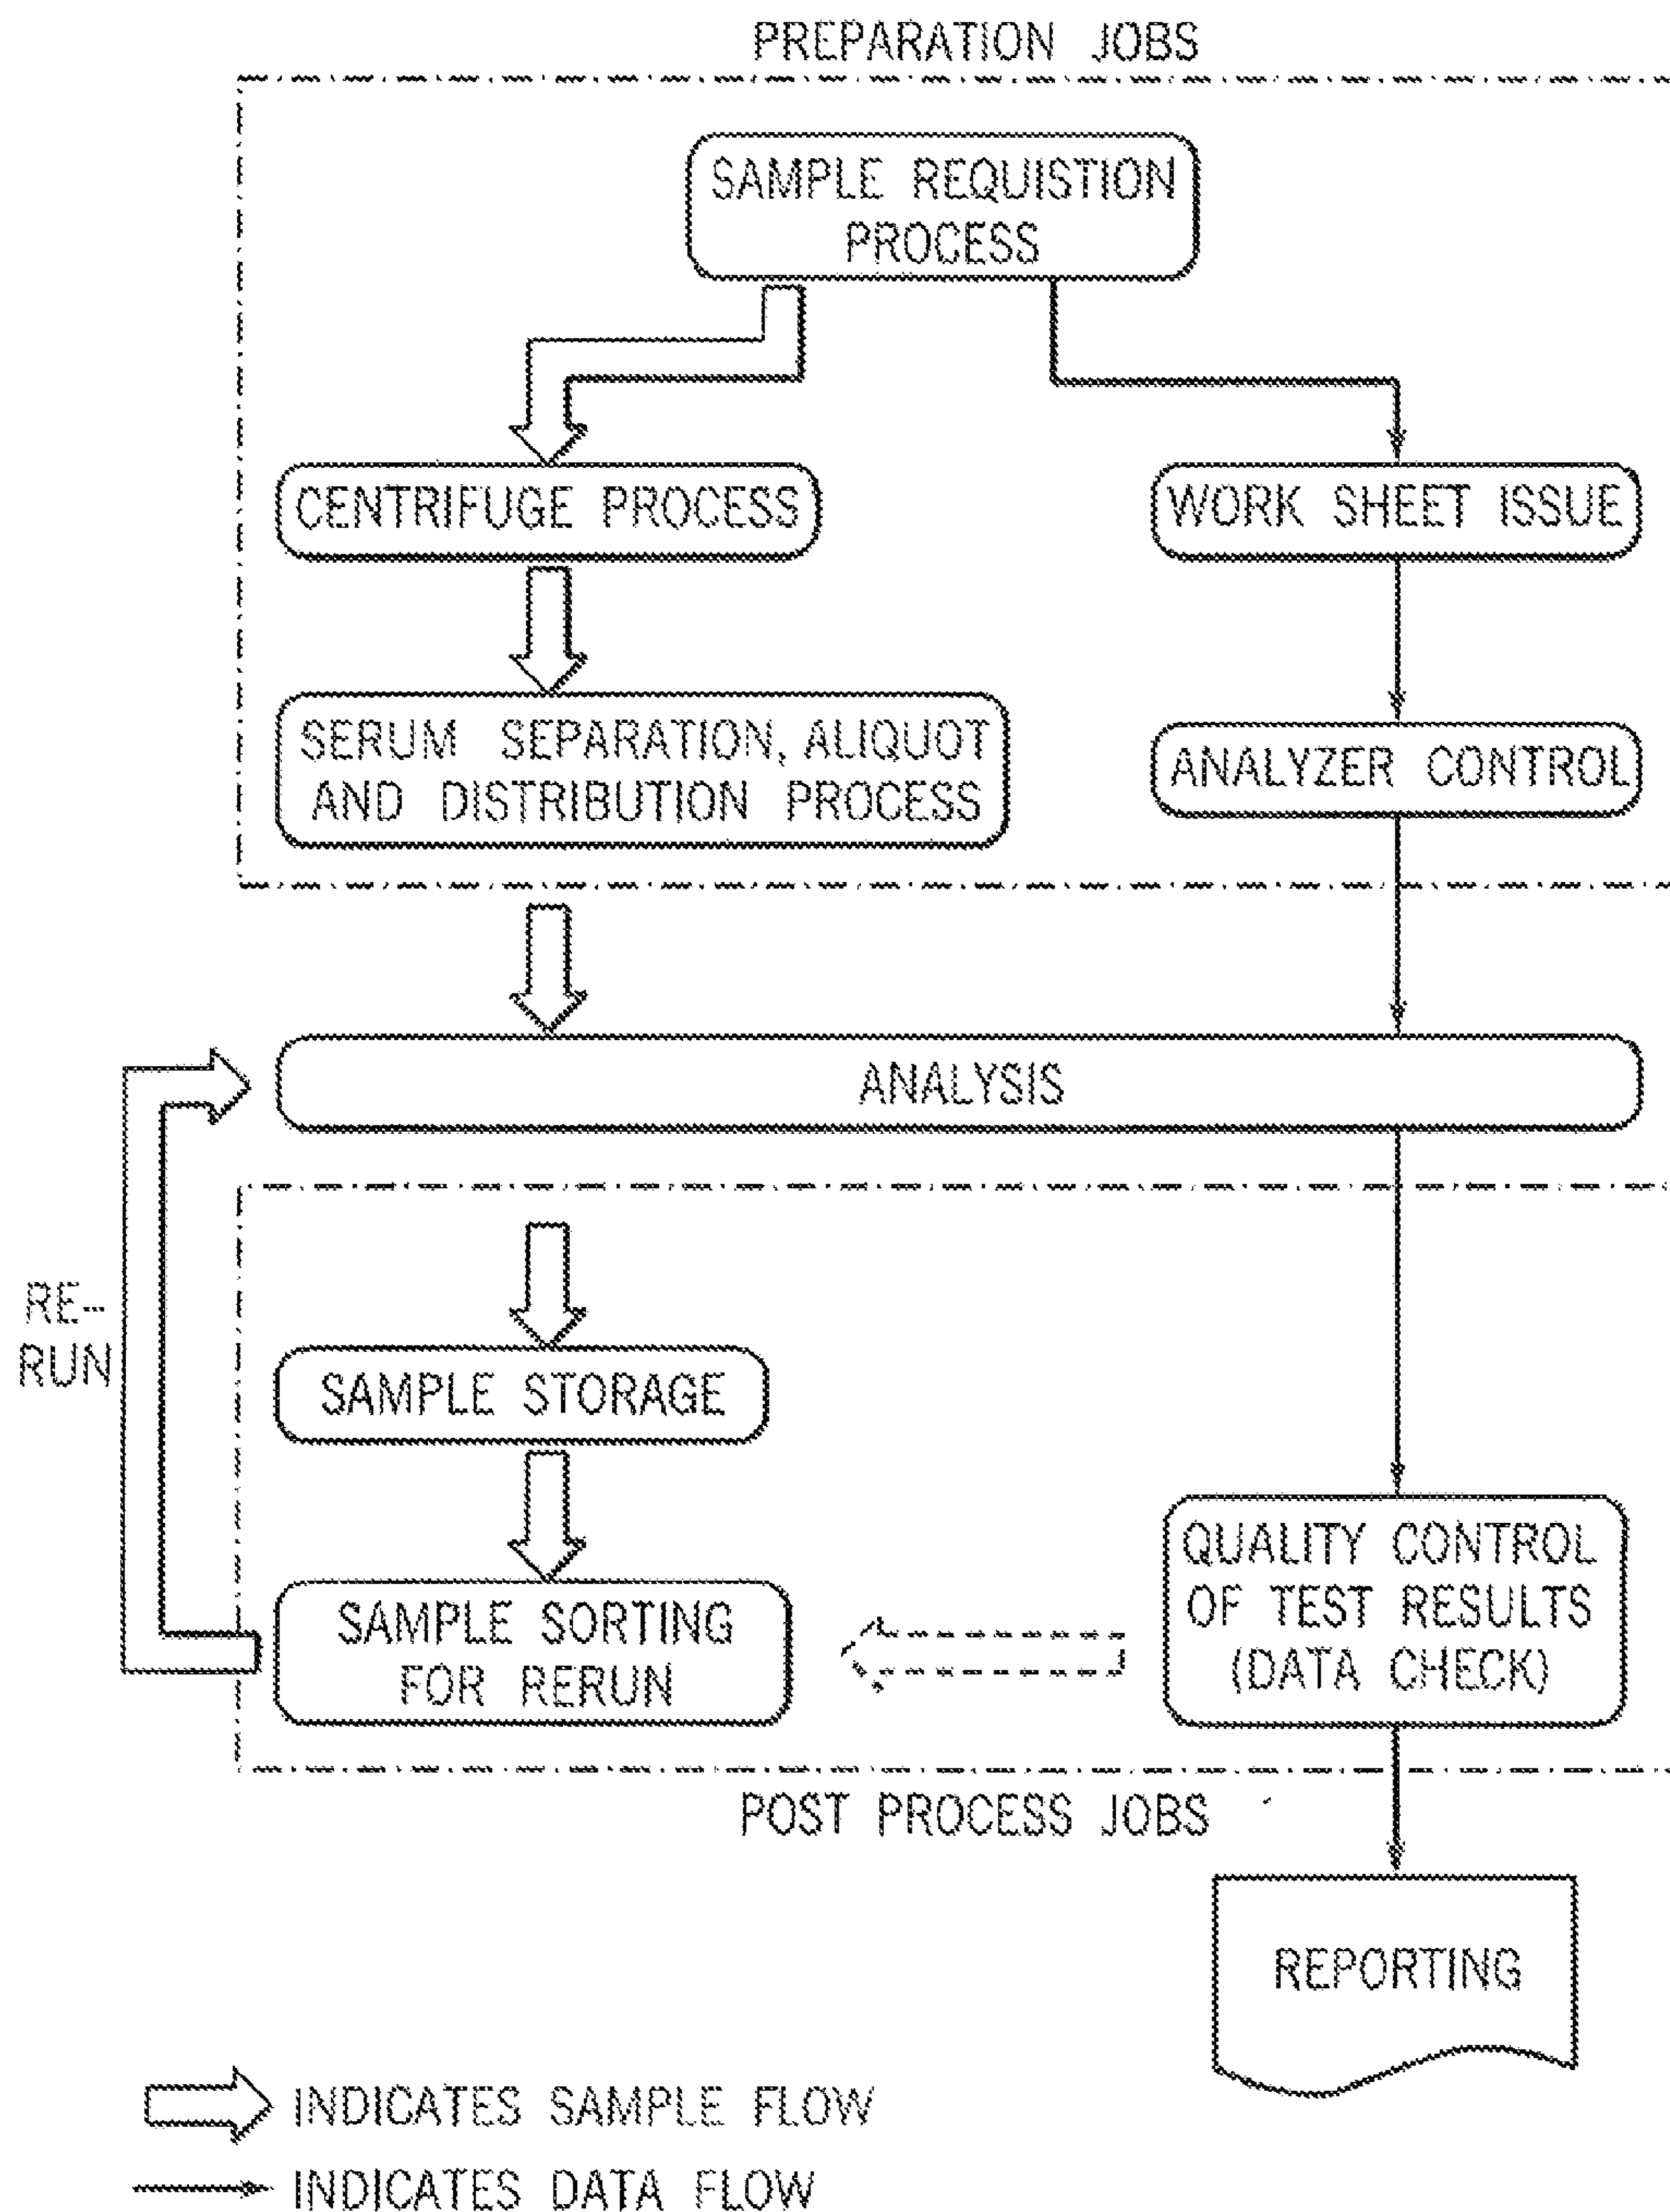 PREPARATION JOBS
SAMPLE REQUISTION
PROCESS
CENTRIFUGE PROCESS
WORK SHEET ISSUE
SERUM SEPARATION, ALIQUOT
AND DISTRIBUTION PROCESS
ANALYZER CONTROL
ANALYSIS
RE-
RUN
SAMPLE STORAGE
SAMPLE SORTING
FOR RERUN
QUALITY CONTROL
OF TEST RESULTS
(DATA CHECK)
POST PROCESS JOBS
REPORTING
INDICATES SAMPLE FLOW
INDICATES DATA FLOW